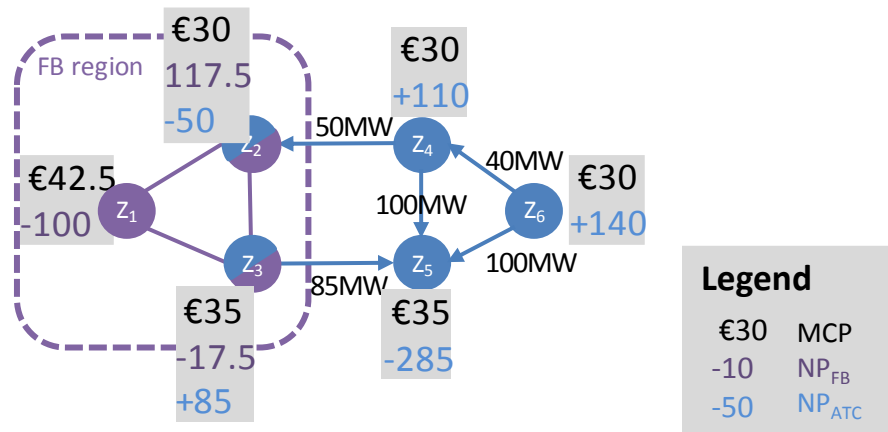 €30
FB region
117.5
-50
€30
+110
Z2
50MW
Z4
40MW
€42.5
-100
Z1
100MW
Z6
€30
+140
Z3
85MW
Z5
100MW
€35
-17.5
+85
€35
-285
Legend
€30 MCP
-10 NPFB
-50 NPATC